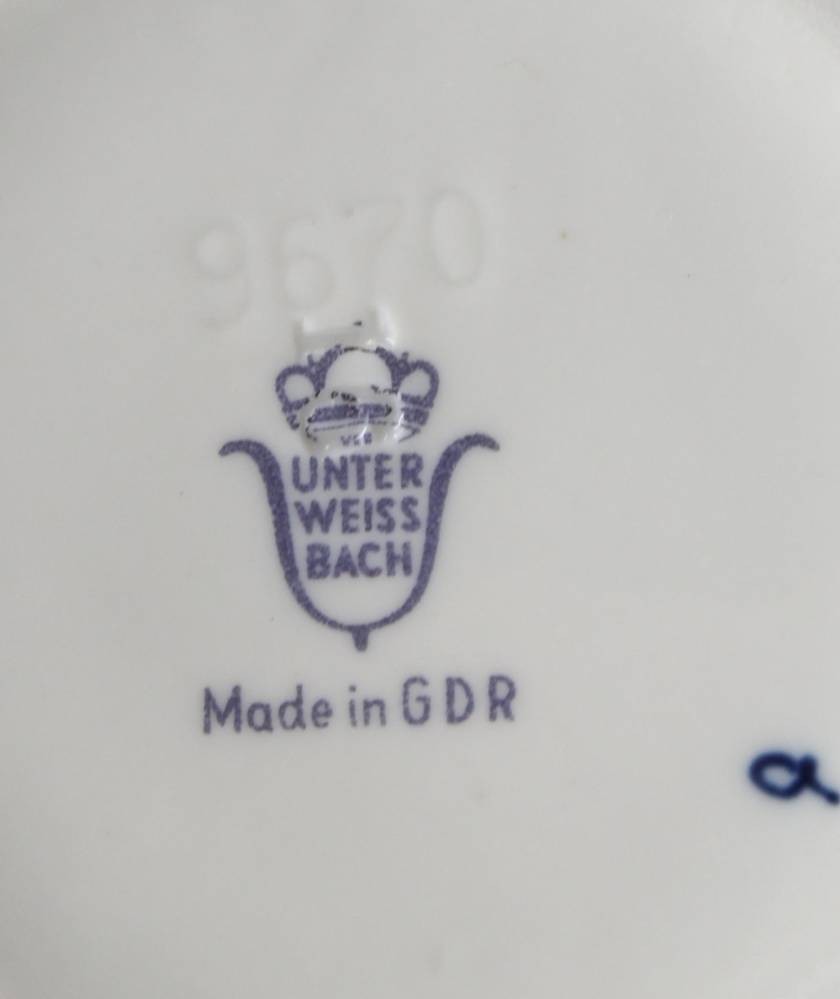 9670
VEB
UNTER
WEISS
BACH
Made in GDR
a